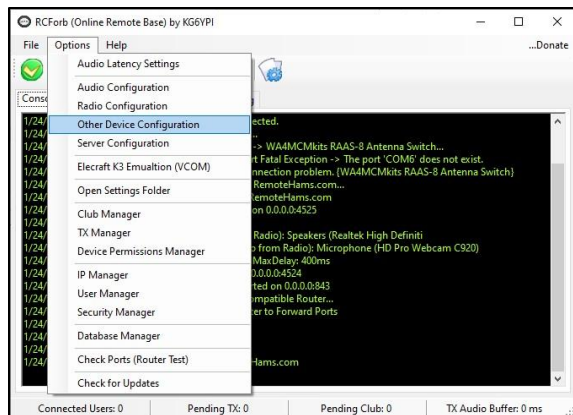 RCForb (Online Remote Base) by KG6YPI
File Options Help ...Donate
Audio Latency Settings
Audio Configuration
Radio Configuration
Other Device Configuration
Server Configuration
Elecraft K3 Emualtion (VCOM)
Open Settings Folder
Club Manager
TX Manager
Device Permissions Manager
IP Manager
User Manager
Security Manager
Database Manager
Check Ports (Router Test)
Check for Updates
Conso
1/24/ ected.
1/24/ ..
1/24/ -> WA4MCMkits RAAS-8 Antenna Switch...
1/24/ rt Fatal Exception -> The port 'COM6' does not exist.
1/24/ nnection problem. {WA4MCMkits RAAS-8 Antenna Switch}
1/24/ RemoteHams.com...
1/24/ emoteHams.com
1/24/ on 0.0.0.0:4525
1/24/
1/24/ Radio): Speakers (Realtek High Definiti
1/24/ o from Radio): Microphone (HD Pro Webcam C920)
1/24/ MaxDelay: 400ms
1/24/ 0.0.0.0:4524
1/24/ rted on 0.0.0.0:843
1/24/ ompatible Router...
1/24/ ter to Forward Ports
1/24/
1/24/ Hams.com
Connected Users: 0 Pending TX: 0 Pending Club: 0 TX Audio Buffer: 0 ms